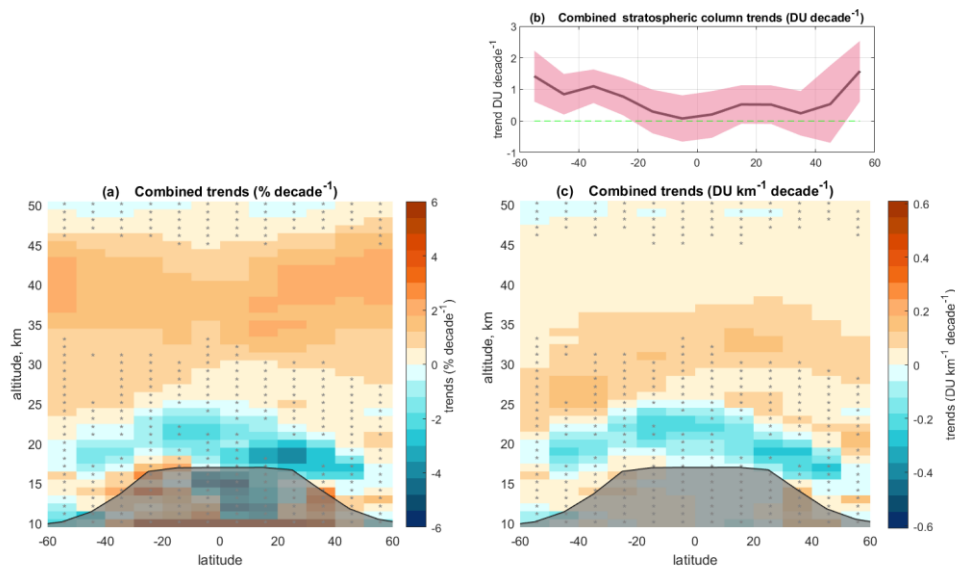 (b) Combined stratospheric column trends (DU decade⁻¹)
3
2
1
0
-1
trend DU decade⁻¹
-60 -40 -20 0 20 40 60
(a) Combined trends (% decade⁻¹)
50
45
40
35
30
25
20
15
10
altitude, km
-60 -40 -20 0 20 40 60
latitude
6
4
2
0
-2
-4
-6
trends (% decade⁻¹)
(c) Combined trends (DU km⁻¹ decade⁻¹)
50
45
40
35
30
25
20
15
10
altitude, km
-60 -40 -20 0 20 40 60
latitude
0.6
0.4
0.2
0
-0.2
-0.4
-0.6
trends (DU km⁻¹ decade⁻¹)